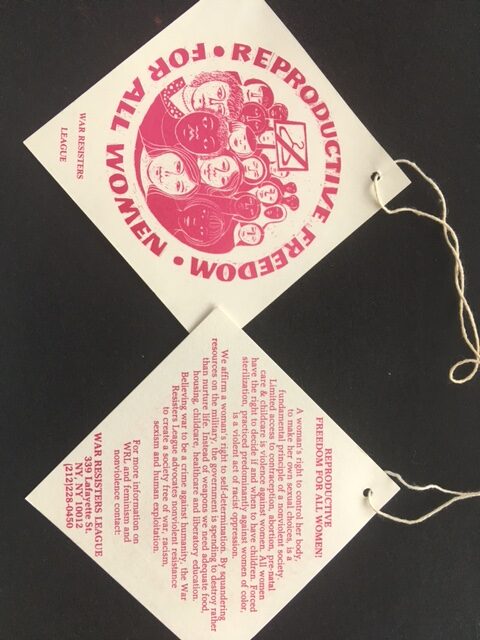 REPRODUCTIVE FREEDOM • FOR ALL WOMEN •
WAR RESISTERS
LEAGUE
REPRODUCTIVE
FREEDOM FOR ALL WOMEN!
A woman's right to control her body,
to make her own sexual choices, is a
fundamental principle of a nonviolent society.
Limited access to contraception, abortion, pre-natal
care & childcare is violence against women. All women
have the right to decide if and when to have children. Forced
sterilization, practiced predominantly against women of color,
is a violent act of racist oppression.
We affirm a woman's right to self-determination. By squandering
resources on the military, the government is spending to destroy rather
than nurture life. Instead of weapons we need adequate food,
housing, childcare, healthcare and liberatory education.
Believing war to be a crime against humanity, the War
Resisters League advocates nonviolent resistance
to create a society free of war, racism,
sexism and human exploitation.
For more information on
WRL and feminism and
nonviolence contact:
WAR RESISTERS LEAGUE
339 Lafayette St.
NY, NY 10012
(212)228-0450